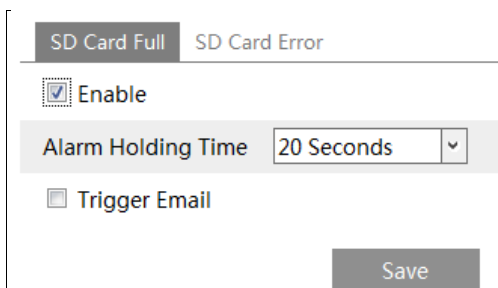 SD Card Full SD Card Error
Enable
Alarm Holding Time 20 Seconds
Trigger Email
Save